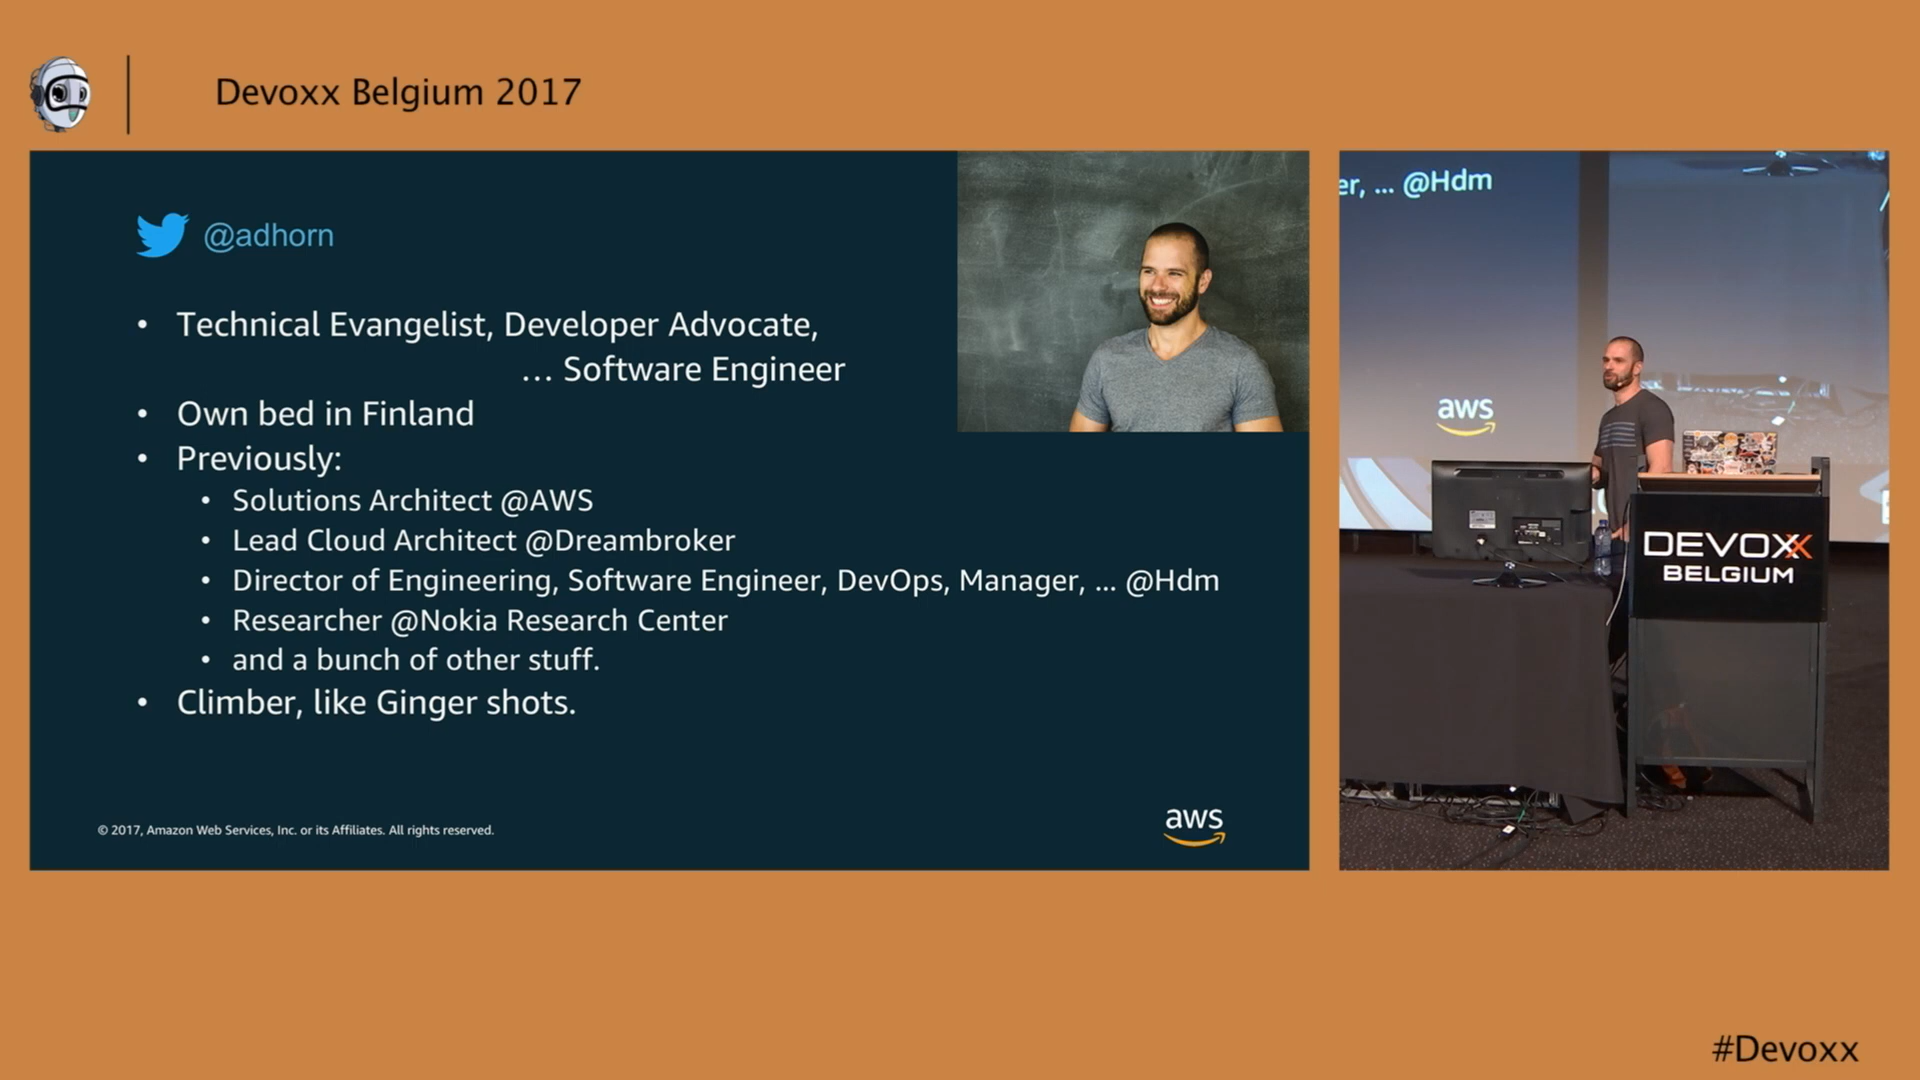 Devoxx Belgium 2017
@adhorn
• Technical Evangelist, Developer Advocate,
... Software Engineer
• Own bed in Finland
• Previously:
• Solutions Architect @AWS
• Lead Cloud Architect @Dreambroker
• Director of Engineering, Software Engineer, DevOps, Manager, ... @Hdm
• Researcher @Nokia Research Center
• and a bunch of other stuff.
• Climber, like Ginger shots.
© 2017, Amazon Web Services, Inc. or its Affiliates. All rights reserved.
aws
er, ... @Hdm
aws
DEVOXX
BELGIUM
#Devoxx